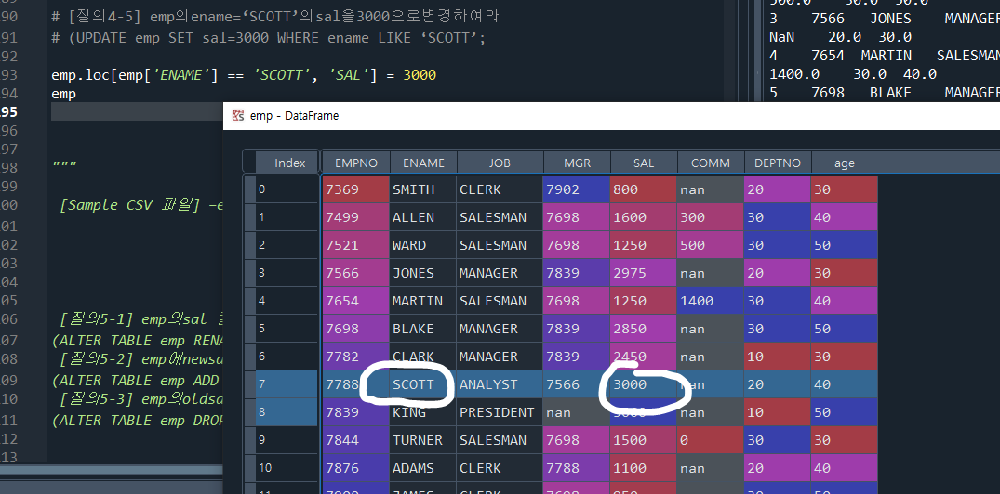 90 # [질의4-5] emp의ename=‘SCOTT’의sal을3000으로변경하여라
91 # (UPDATE emp SET sal=3000 WHERE ename LIKE ‘SCOTT’;
92
93 emp.loc[emp['ENAME'] == 'SCOTT', 'SAL'] = 3000
94 emp
95
96
97
98 """
99
00 [Sample CSV 파일] –e
01
02
03
04
05
06 [질의5-1] emp의sal
07 (ALTER TABLE emp RENA
08 [질의5-2] emp에newsa
09 (ALTER TABLE emp ADD
10 [질의5-3] emp의oldsa
11 (ALTER TABLE emp DROP
12
13
500.0 30.0 50.0
3 7566 JONES MANAGER
NaN 20.0 30.0
4 7654 MARTIN SALESMAN
1400.0 30.0 40.0
5 7698 BLAKE MANAGER
emp - DataFrame
Index EMPNO ENAME JOB MGR SAL COMM DEPTNO age
0 7369 SMITH CLERK 7902 800 nan 20 30
1 7499 ALLEN SALESMAN 7698 1600 300 30 40
2 7521 WARD SALESMAN 7698 1250 500 30 50
3 7566 JONES MANAGER 7839 2975 nan 20 30
4 7654 MARTIN SALESMAN 7698 1250 1400 30 40
5 7698 BLAKE MANAGER 7839 2850 nan 30 50
6 7782 CLARK MANAGER 7839 2450 nan 10 30
7 7788 SCOTT ANALYST 7566 3000 nan 20 40
8 7839 KING PRESIDENT nan nan 10 50
9 7844 TURNER SALESMAN 7698 1500 0 30 30
10 7876 ADAMS CLERK 7788 1100 nan 20 40